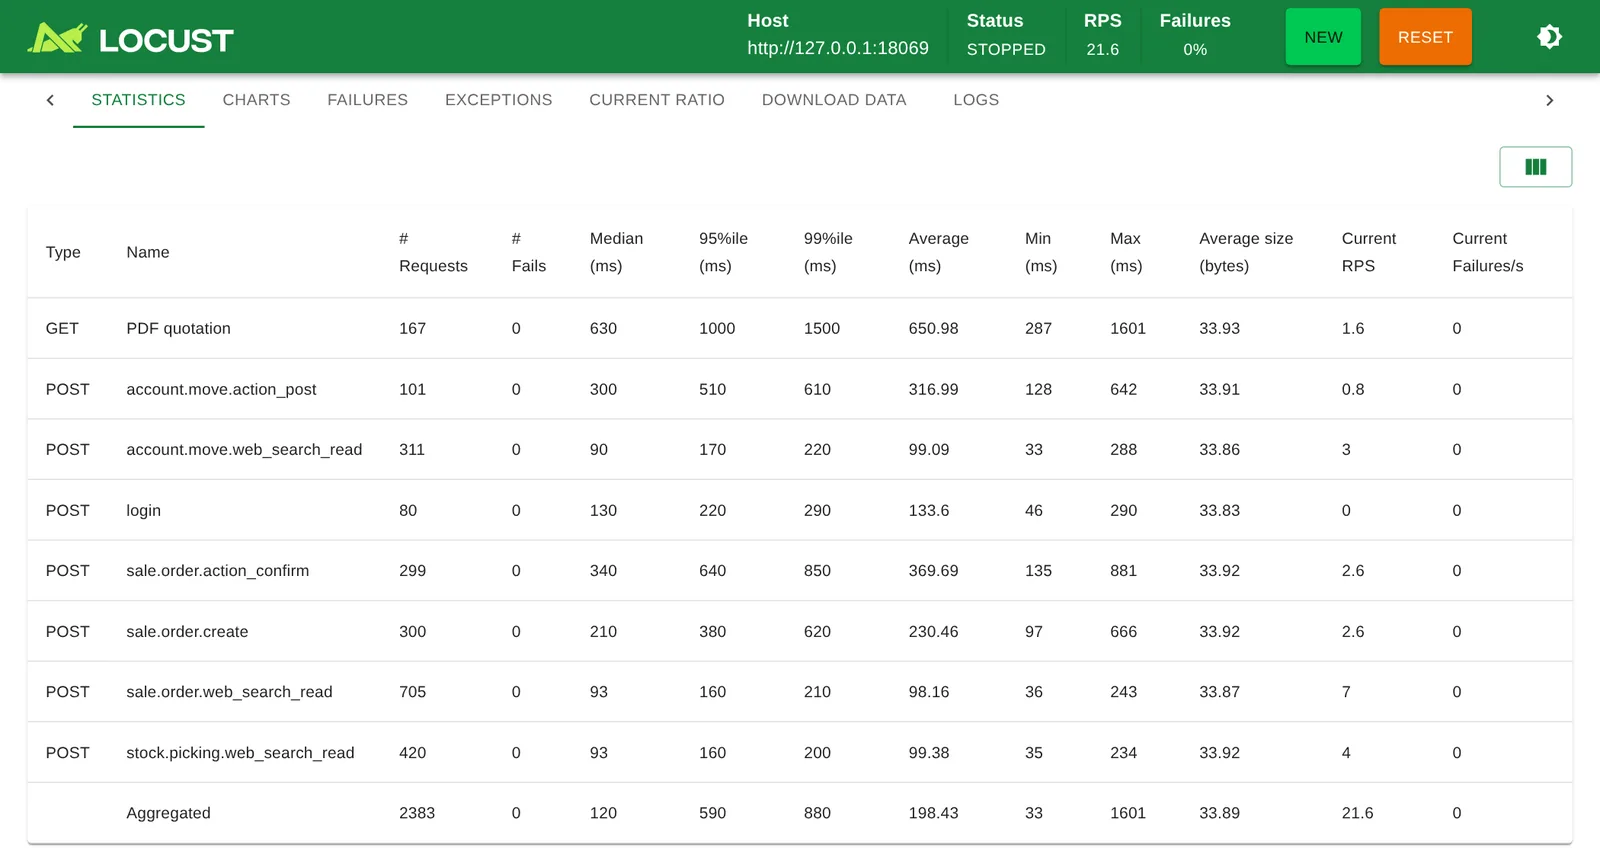 LOCUST
Host
http://127.0.0.1:18069
Status
STOPPED
RPS
21.6
Failures
0%
NEW
RESET
STATISTICS CHARTS FAILURES EXCEPTIONS CURRENT RATIO DOWNLOAD DATA LOGS
Type Name # Requests # Fails Median (ms) 95%ile (ms) 99%ile (ms) Average (ms) Min (ms) Max (ms) Average size (bytes) Current RPS Current Failures/s
GET PDF quotation 167 0 630 1000 1500 650.98 287 1601 33.93 1.6 0
POST account.move.action_post 101 0 300 510 610 316.99 128 642 33.91 0.8 0
POST account.move.web_search_read 311 0 90 170 220 99.09 33 288 33.86 3 0
POST login 80 0 130 220 290 133.6 46 290 33.83 0 0
POST sale.order.action_confirm 299 0 340 640 850 369.69 135 881 33.92 2.6 0
POST sale.order.create 300 0 210 380 620 230.46 97 666 33.92 2.6 0
POST sale.order.web_search_read 705 0 93 160 210 98.16 36 243 33.87 7 0
POST stock.picking.web_search_read 420 0 93 160 200 99.38 35 234 33.92 4 0
Aggregated 2383 0 120 590 880 198.43 33 1601 33.89 21.6 0